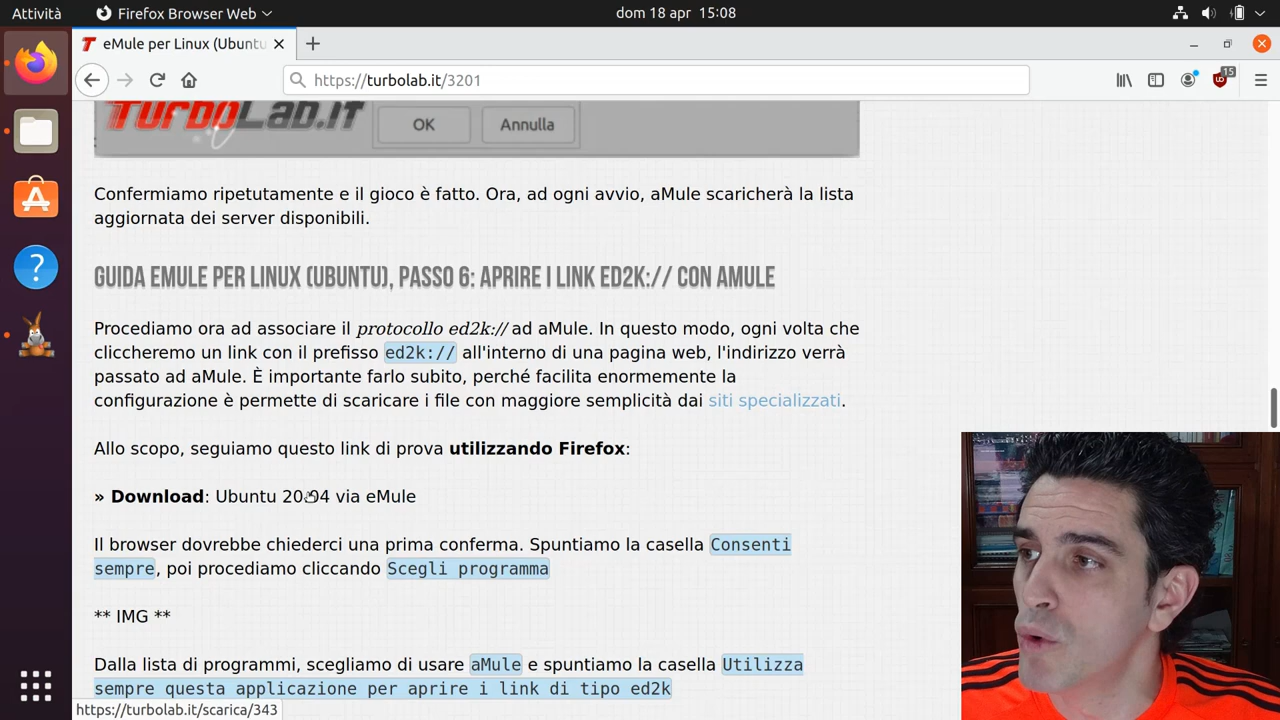 Attività
Firefox Browser Web
dom 18 apr 15:08
eMule per Linux (Ubuntu
https://turbolab.it/3201
15
TurboLab.it
OK
Annulla
Confermiamo ripetutamente e il gioco è fatto. Ora, ad ogni avvio, aMule scaricherà la lista
aggiornata dei server disponibili.
GUIDA EMULE PER LINUX (UBUNTU), PASSO 6: APRIRE I LINK ED2K:// CON AMULE
Procediamo ora ad associare il protocollo ed2k:// ad aMule. In questo modo, ogni volta che
cliccheremo un link con il prefisso ed2k:// all'interno di una pagina web, l'indirizzo verrà
passato ad aMule. È importante farlo subito, perché facilita enormemente la
configurazione è permette di scaricare i file con maggiore semplicità dai siti specializzati.
Allo scopo, seguiamo questo link di prova utilizzando Firefox:
» Download: Ubuntu 20.04 via eMule
Il browser dovrebbe chiederci una prima conferma. Spuntiamo la casella Consenti
sempre, poi procediamo cliccando Scegli programma
** IMG **
Dalla lista di programmi, scegliamo di usare aMule e spuntiamo la casella Utilizza
sempre questa applicazione per aprire i link di tipo ed2k
https://turbolab.it/scarica/343